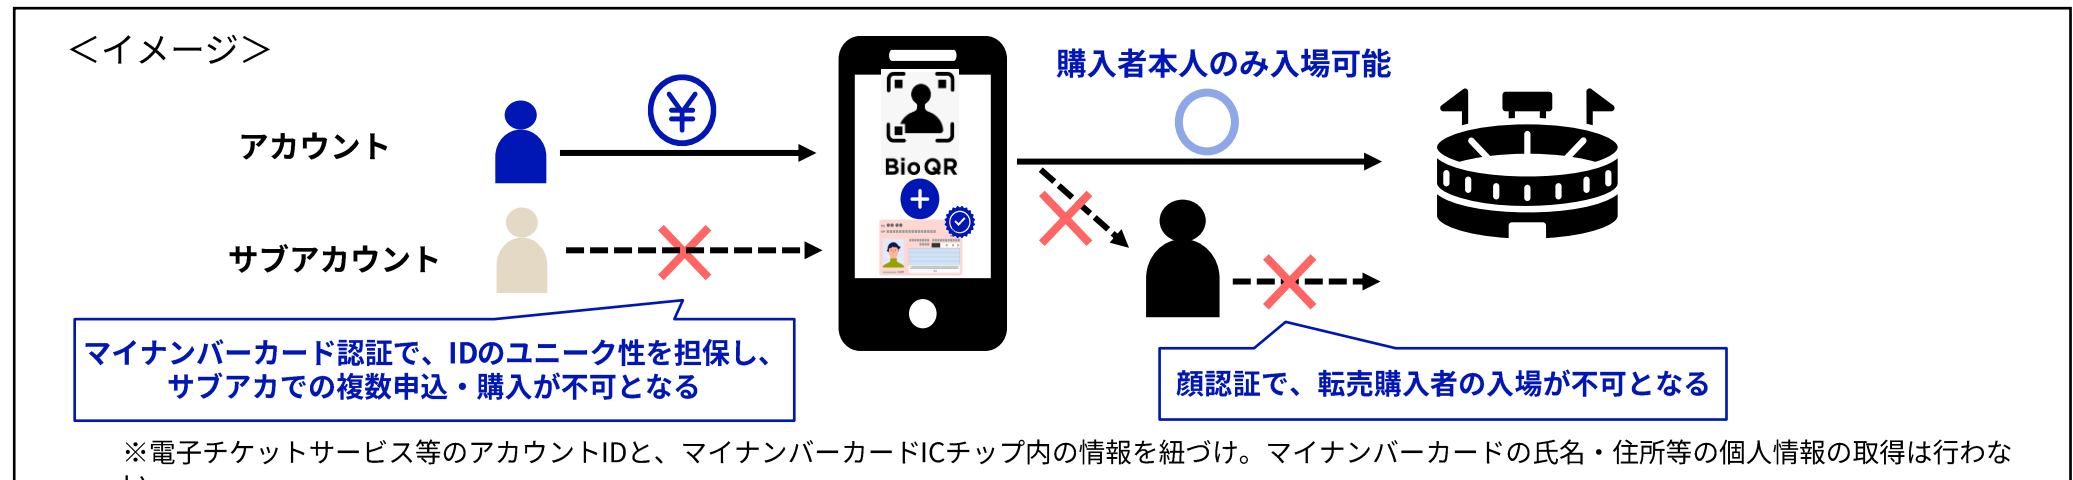 ＜イメージ＞
購入者本人のみ入場可能
アカウント
BioQR
サブアカウント
マイナンバーカード認証で、IDのユニーク性を担保し、
サブアカでの複数申込・購入が不可となる
顔認証で、転売購入者の入場が不可となる
※電子チケットサービス等のアカウントIDと、マイナンバーカードICチップ内の情報を紐づけ。マイナンバーカードの氏名・住所等の個人情報の取得は行わな